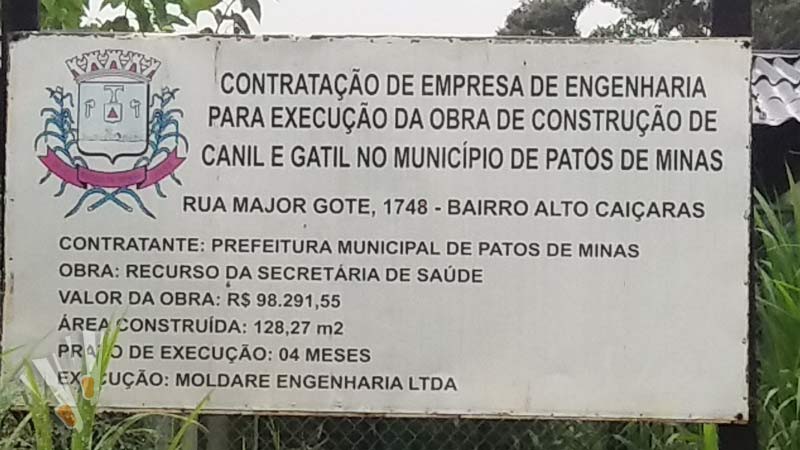 CONTRATAÇÃO DE EMPRESA DE ENGENHARIA
PARA EXECUÇÃO DA OBRA DE CONSTRUÇÃO DE
CANIL E GATIL NO MUNICÍPIO DE PATOS DE MINAS
RUA MAJOR GOTE, 1748 - BAIRRO ALTO CAIÇARAS
CONTRATANTE: PREFEITURA MUNICIPAL DE PATOS DE MINAS
OBRA: RECURSO DA SECRETÁRIA DE SAÚDE
VALOR DA OBRA: R$ 98.291,55
ÁREA CONSTRUÍDA: 128,27 m2
PRAZO DE EXECUÇÃO: 04 MESES
EXECUÇÃO: MOLDARE ENGENHARIA LTDA